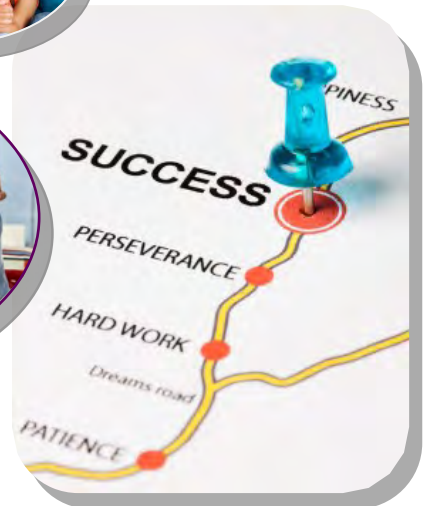 PINESS
SUCCESS
PERSEVERANCE
HARD WORK
Dreams road
PATIENCE